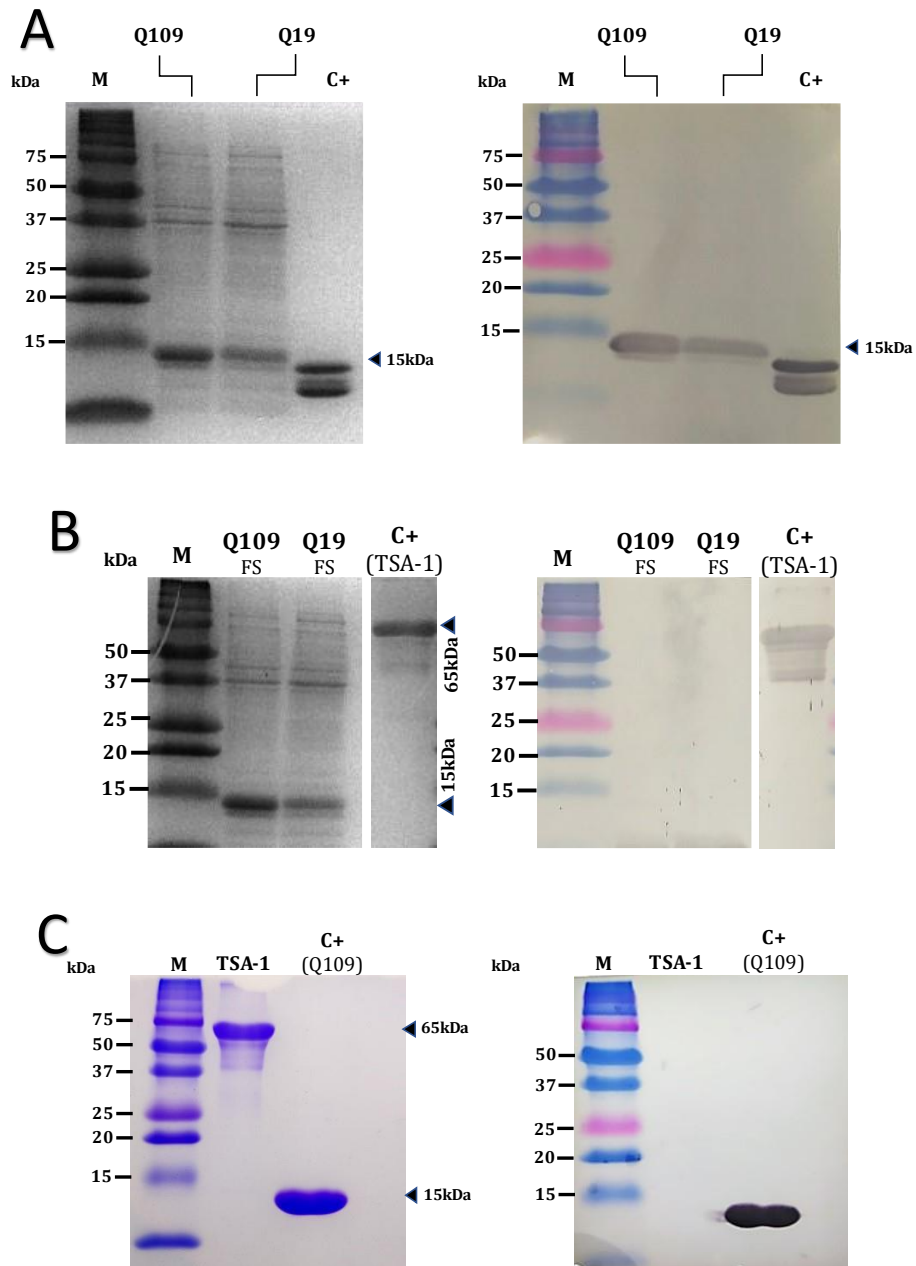 A
Q109 Q19
kDa M C+
75
50
37
25
20
15
15kDa
Q109 Q19
kDa M C+
75
50
37
25
20
15
15kDa
B
kDa M Q109 Q19 C+
FS FS (TSA-1)
50
37
25
20
15
65kDa
15kDa
M Q109 Q19 C+
FS FS (TSA-1)
50
37
25
20
15
C
kDa M TSA-1 C+
(Q109)
75
50
37
25
20
15
65kDa
15kDa
kDa M TSA-1 C+
(Q109)
50
37
25
20
15